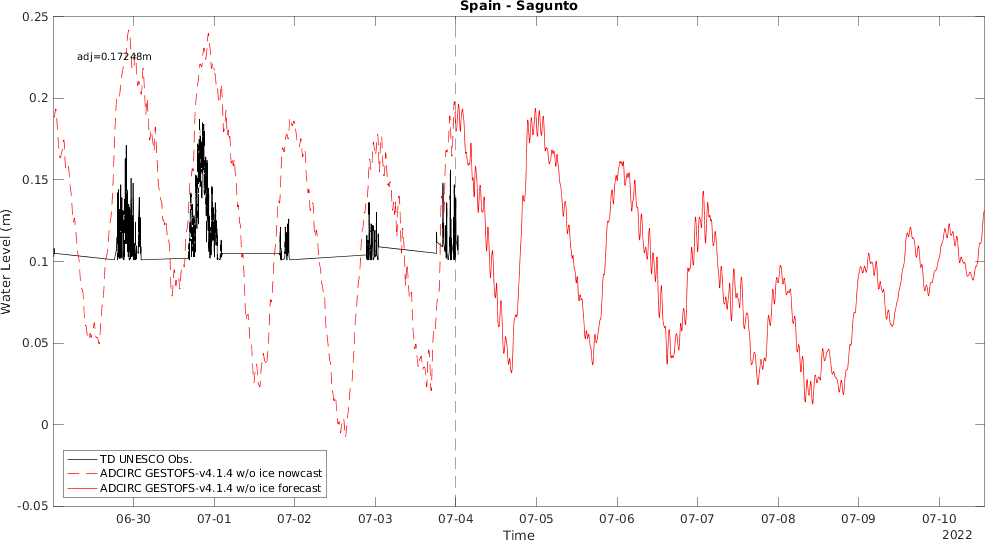 Spain - Sagunto
adj=0.17248m
0.25
0.2
0.15
0.1
0.05
0
-0.05
Water Level (m)
TD UNESCO Obs.
ADCIRC GESTOFS-v4.1.4 w/o ice nowcast
ADCIRC GESTOFS-v4.1.4 w/o ice forecast
06-30 07-01 07-02 07-03 07-04 07-05 07-06 07-07 07-08 07-09 07-10
Time
2022